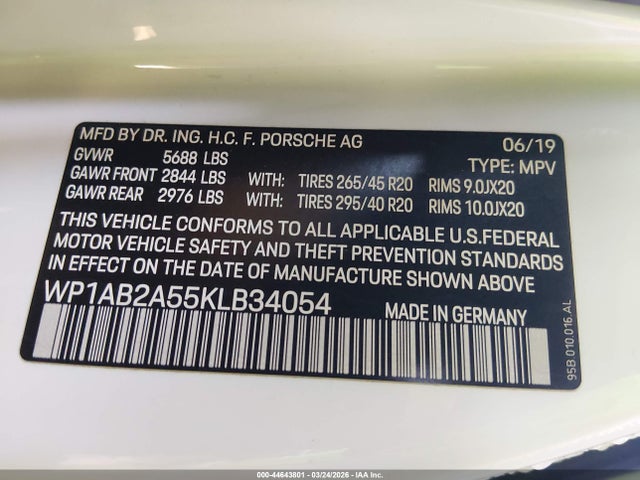 MFD BY DR. ING. H.C. F. PORSCHE AG 06/19
GVWR 5688 LBS TYPE: MPV
GAWR FRONT 2844 LBS WITH: TIRES 265/45 R20 RIMS 9.0JX20
GAWR REAR 2976 LBS WITH: TIRES 295/40 R20 RIMS 10.0JX20
THIS VEHICLE CONFORMS TO ALL APPLICABLE U.S.FEDERAL
MOTOR VEHICLE SAFETY AND THEFT PREVENTION STANDARDS
IN EFFECT ON THE DATE OF MANUFACTURE SHOWN ABOVE
WP1AB2A55KLB34054 MADE IN GERMANY
95B.010.016.AL
000-44643801 - 03/24/2026 - IAAI.com